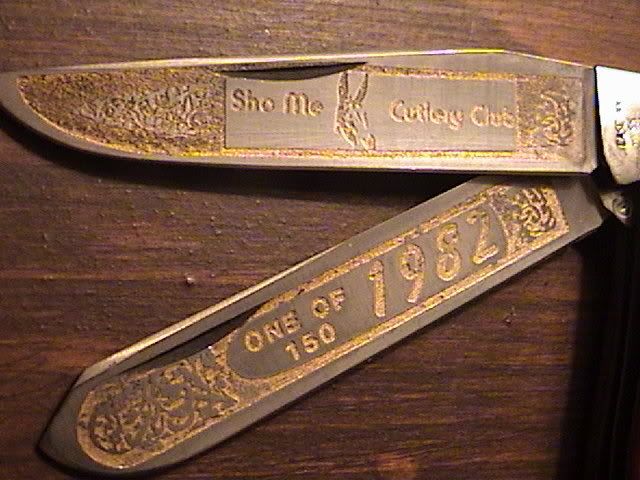 Sho Me Cutlery Club
ONE OF 1982
150